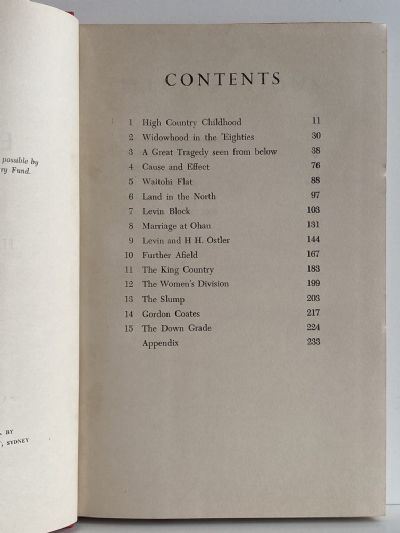 possible by
ry Fund.
BY
, SYDNEY
CONTENTS
1 High Country Childhood 11
2 Widowhood in the 'Eighties 30
3 A Great Tragedy seen from below 38
4 Cause and Effect 76
5 Waitohi Flat 88
6 Land in the North 97
7 Levin Block 103
8 Marriage at Ohau 131
9 Levin and H H. Ostler 144
10 Further Afield 167
11 The King Country 183
12 The Women's Division 199
13 The Slump 203
14 Gordon Coates 217
15 The Down Grade 224
Appendix 233